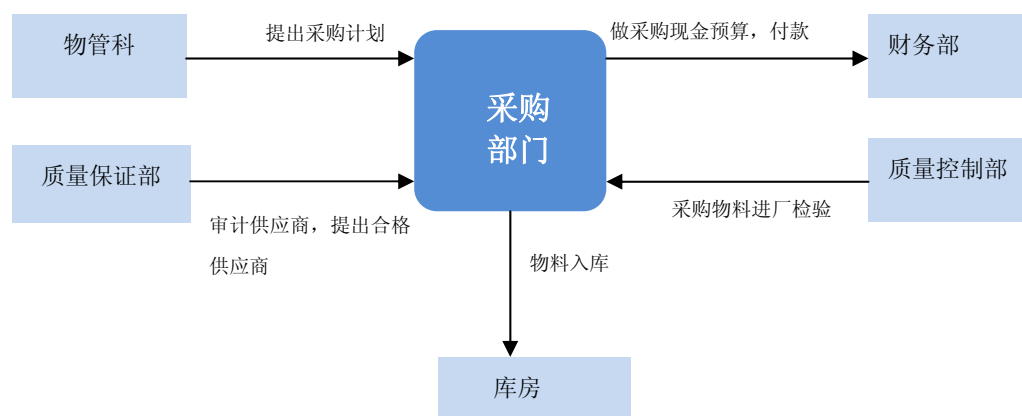 物管科
提出采购计划
做采购现金预算，付款
财务部
采购
部门
质量保证部
质量控制部
审计供应商，提出合格
供应商
采购物料进厂检验
物料入库
库房